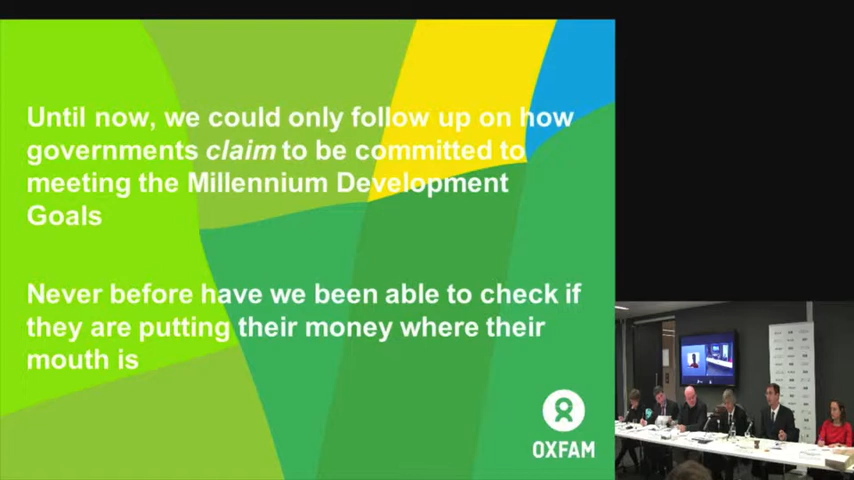 Until now, we could only follow up on how
governments claim to be committed to
meeting the Millennium Development
Goals
Never before have we been able to check if
they are putting their money where their
mouth is
OXFAM